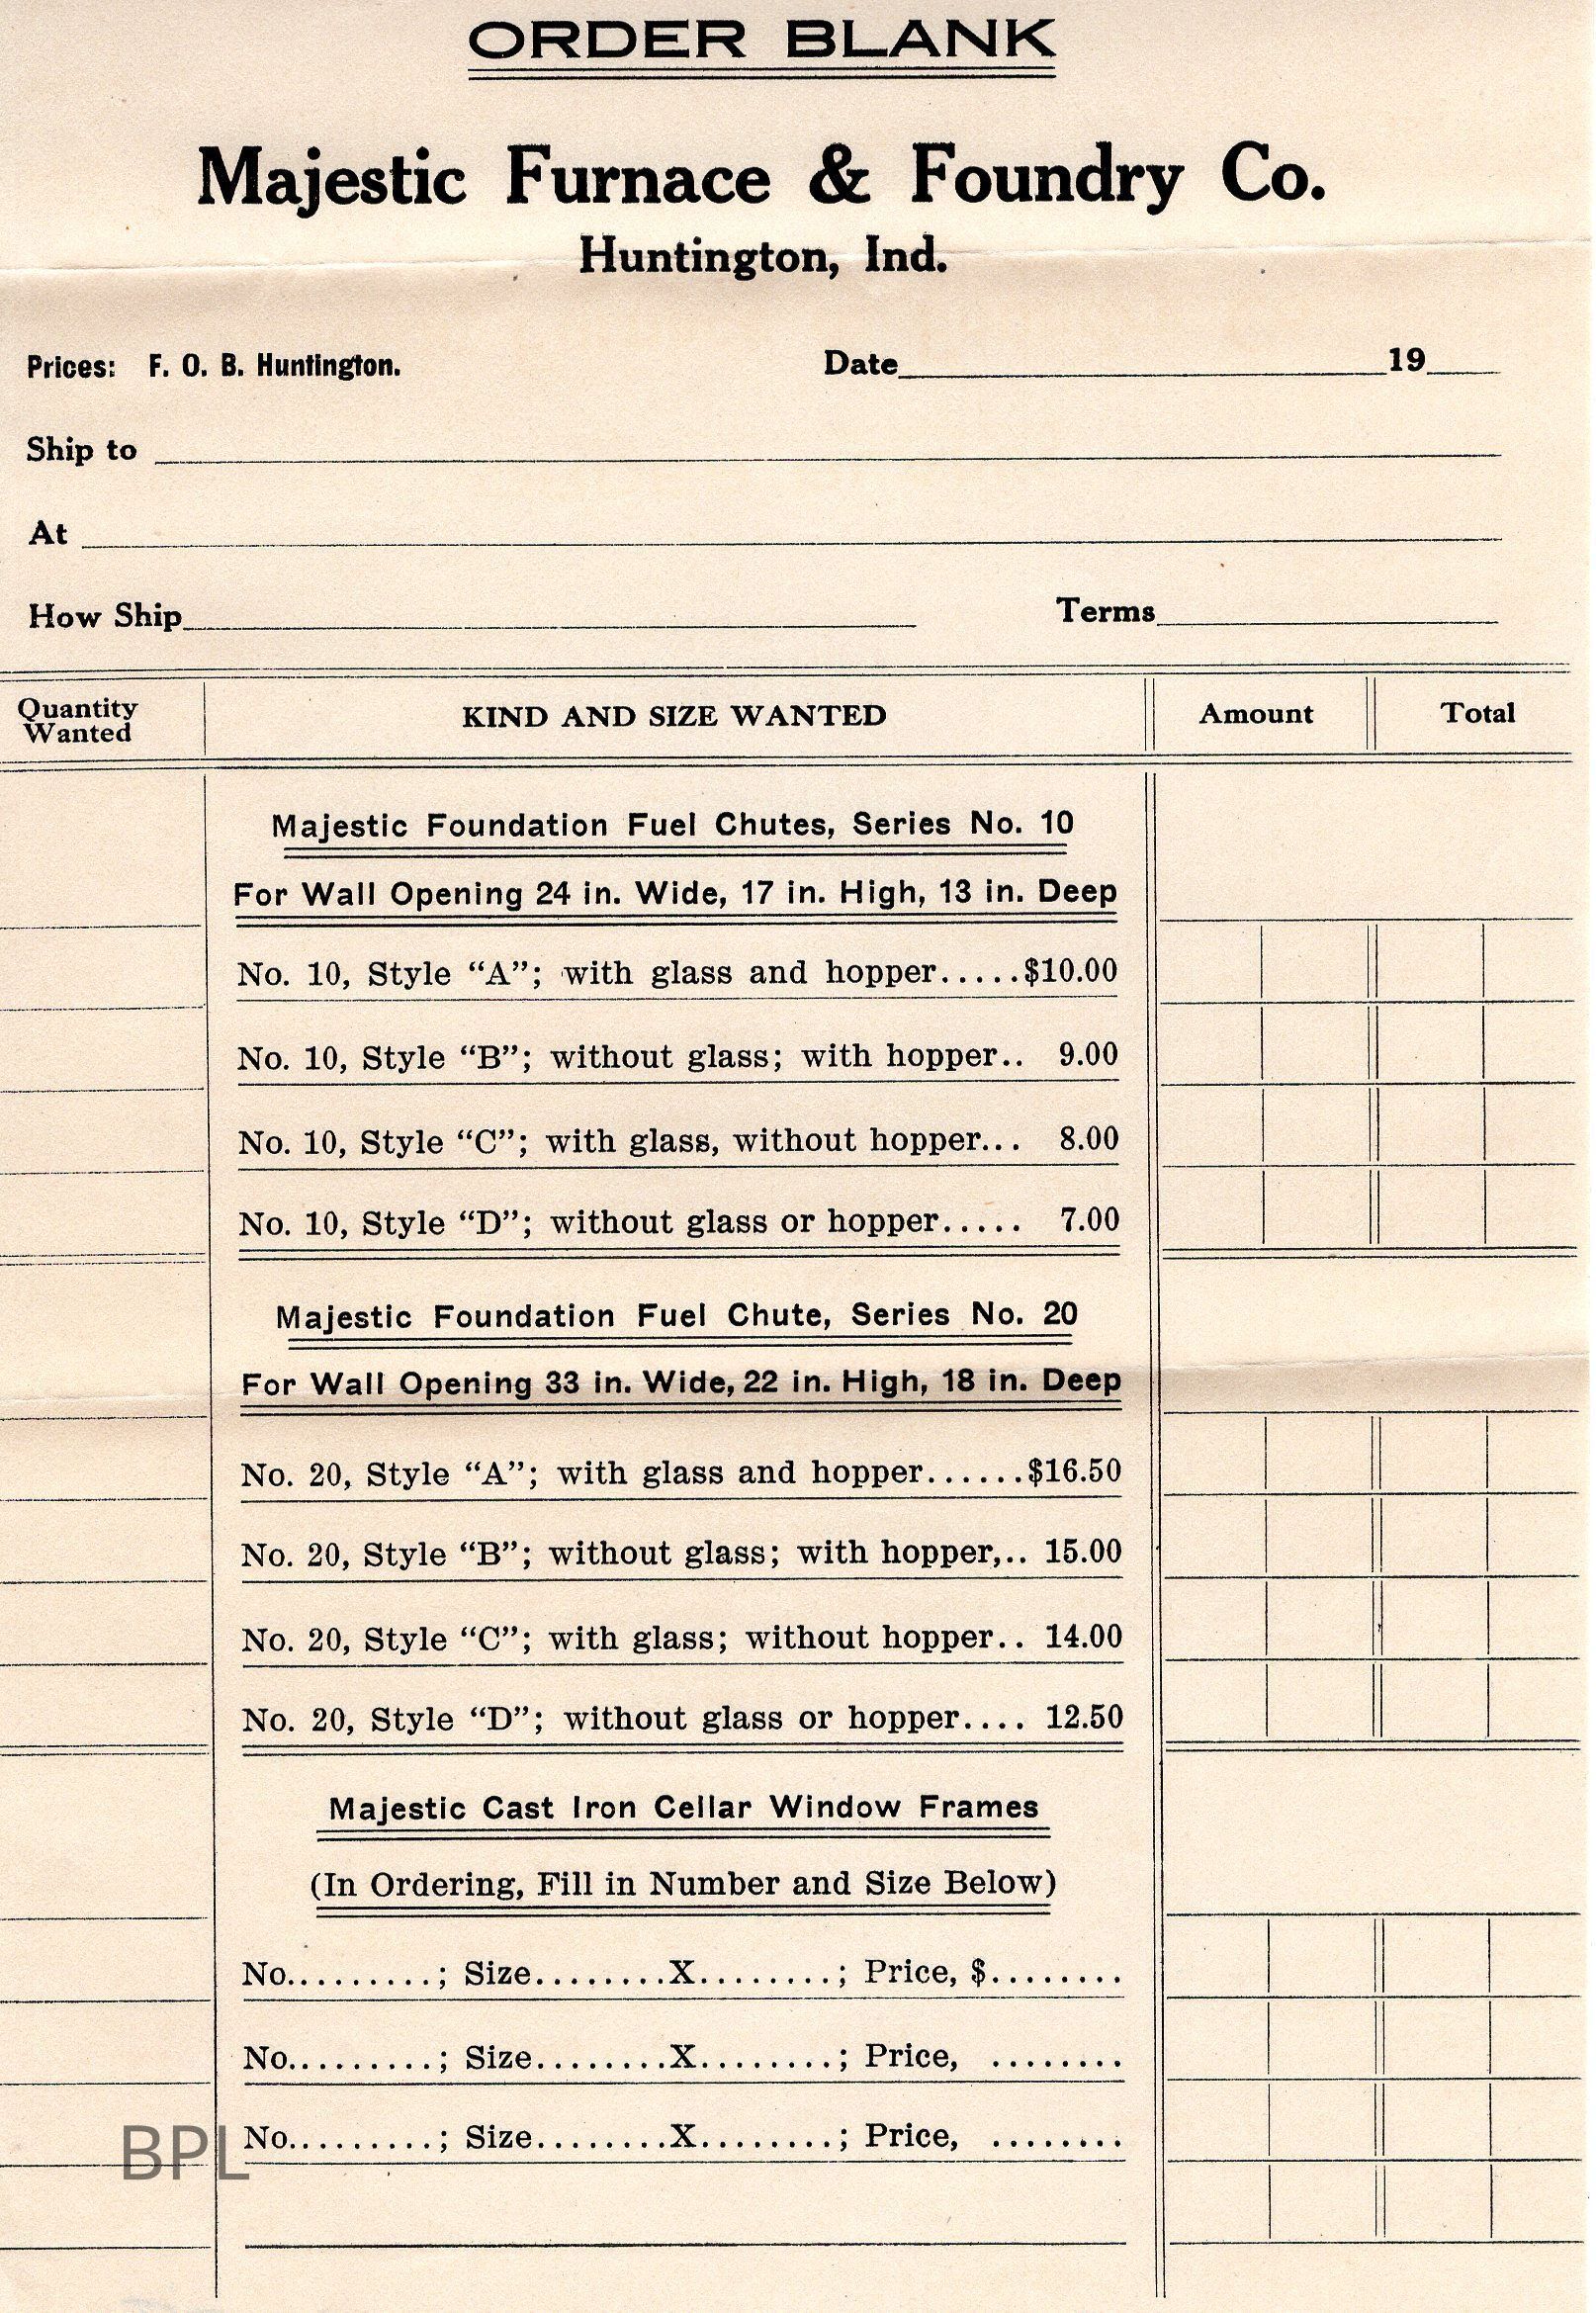 ORDER BLANK
Majestic Furnace & Foundry Co.
Huntington, Ind.
Prices: F. O. B. Huntington. Date 19
Ship to
At
How Ship Terms
Quantity Wanted KIND AND SIZE WANTED Amount Total
Majestic Foundation Fuel Chutes, Series No. 10
For Wall Opening 24 in. Wide, 17 in. High, 13 in. Deep
No. 10, Style “A”; with glass and hopper.....$10.00
No. 10, Style “B”; without glass; with hopper.. 9.00
No. 10, Style “C”; with glass, without hopper... 8.00
No. 10, Style “D”; without glass or hopper..... 7.00
Majestic Foundation Fuel Chute, Series No. 20
For Wall Opening 33 in. Wide, 22 in. High, 18 in. Deep
No. 20, Style “A”; with glass and hopper......$16.50
No. 20, Style “B”; without glass; with hopper,.. 15.00
No. 20, Style “C”; with glass; without hopper.. 14.00
No. 20, Style “D”; without glass or hopper.... 12.50
Majestic Cast Iron Cellar Window Frames
(In Ordering, Fill in Number and Size Below)
No.........; Size........X........; Price, $........
No.........; Size........X........; Price, ........
No.........; Size........X........; Price, ........
BPL